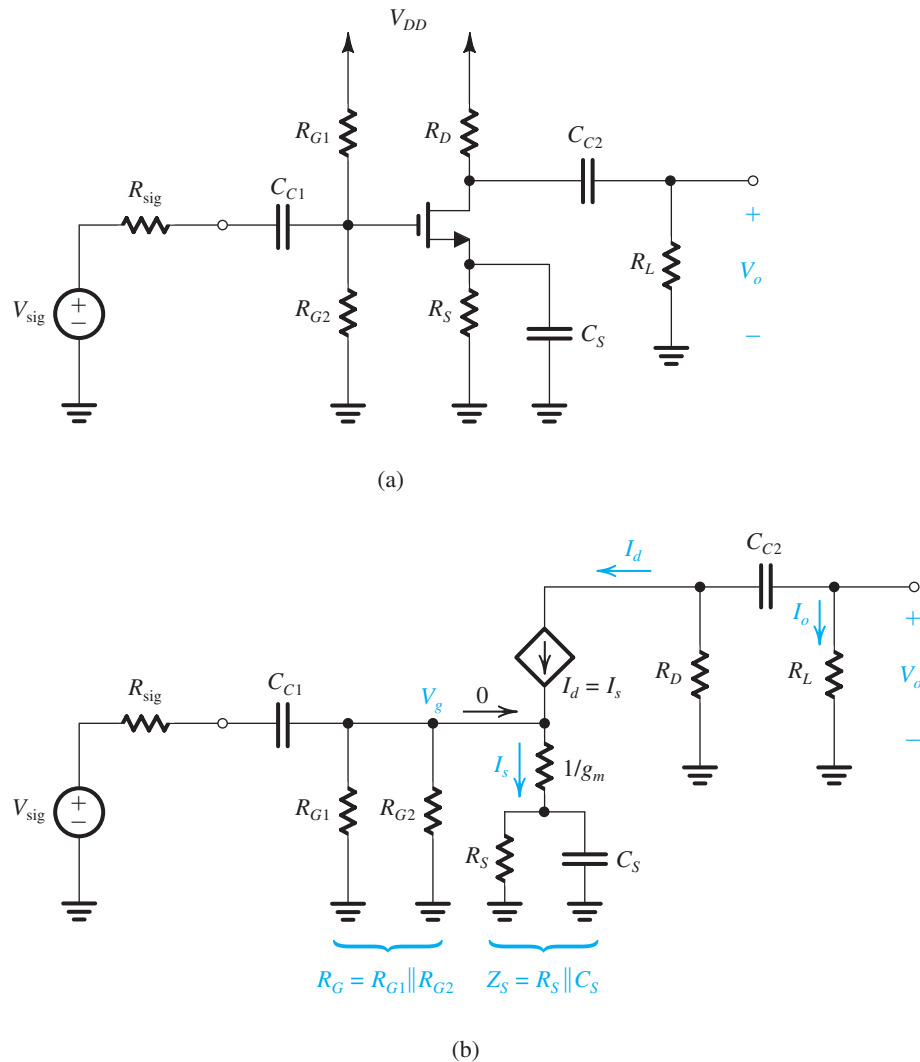 V_DD
R_G1
R_D
C_C2
R_sig
C_C1
+
R_L
V_o
V_sig
+
−
R_G2
R_S
C_S
−
(a)
I_d
C_C2
I_o
+
R_sig
C_C1
V_g
0
I_d = I_s
R_D
R_L
V_o
I_s
1/g_m
−
V_sig
+
−
R_G1
R_G2
R_S
C_S
R_G = R_G1||R_G2
Z_S = R_S||C_S
(b)